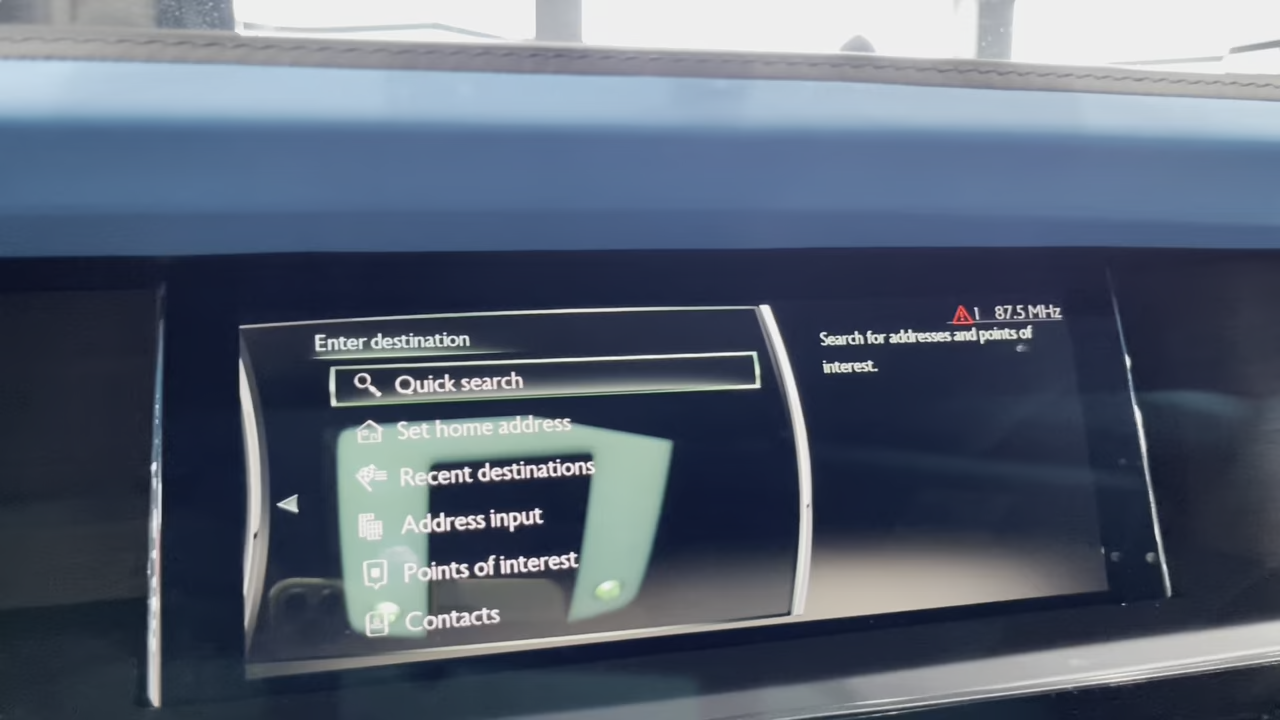 Enter destination
Quick search
Set home address
Recent destinations
Address input
Points of interest
Contacts
1 87.5 MHz
Search for addresses and points of
interest.